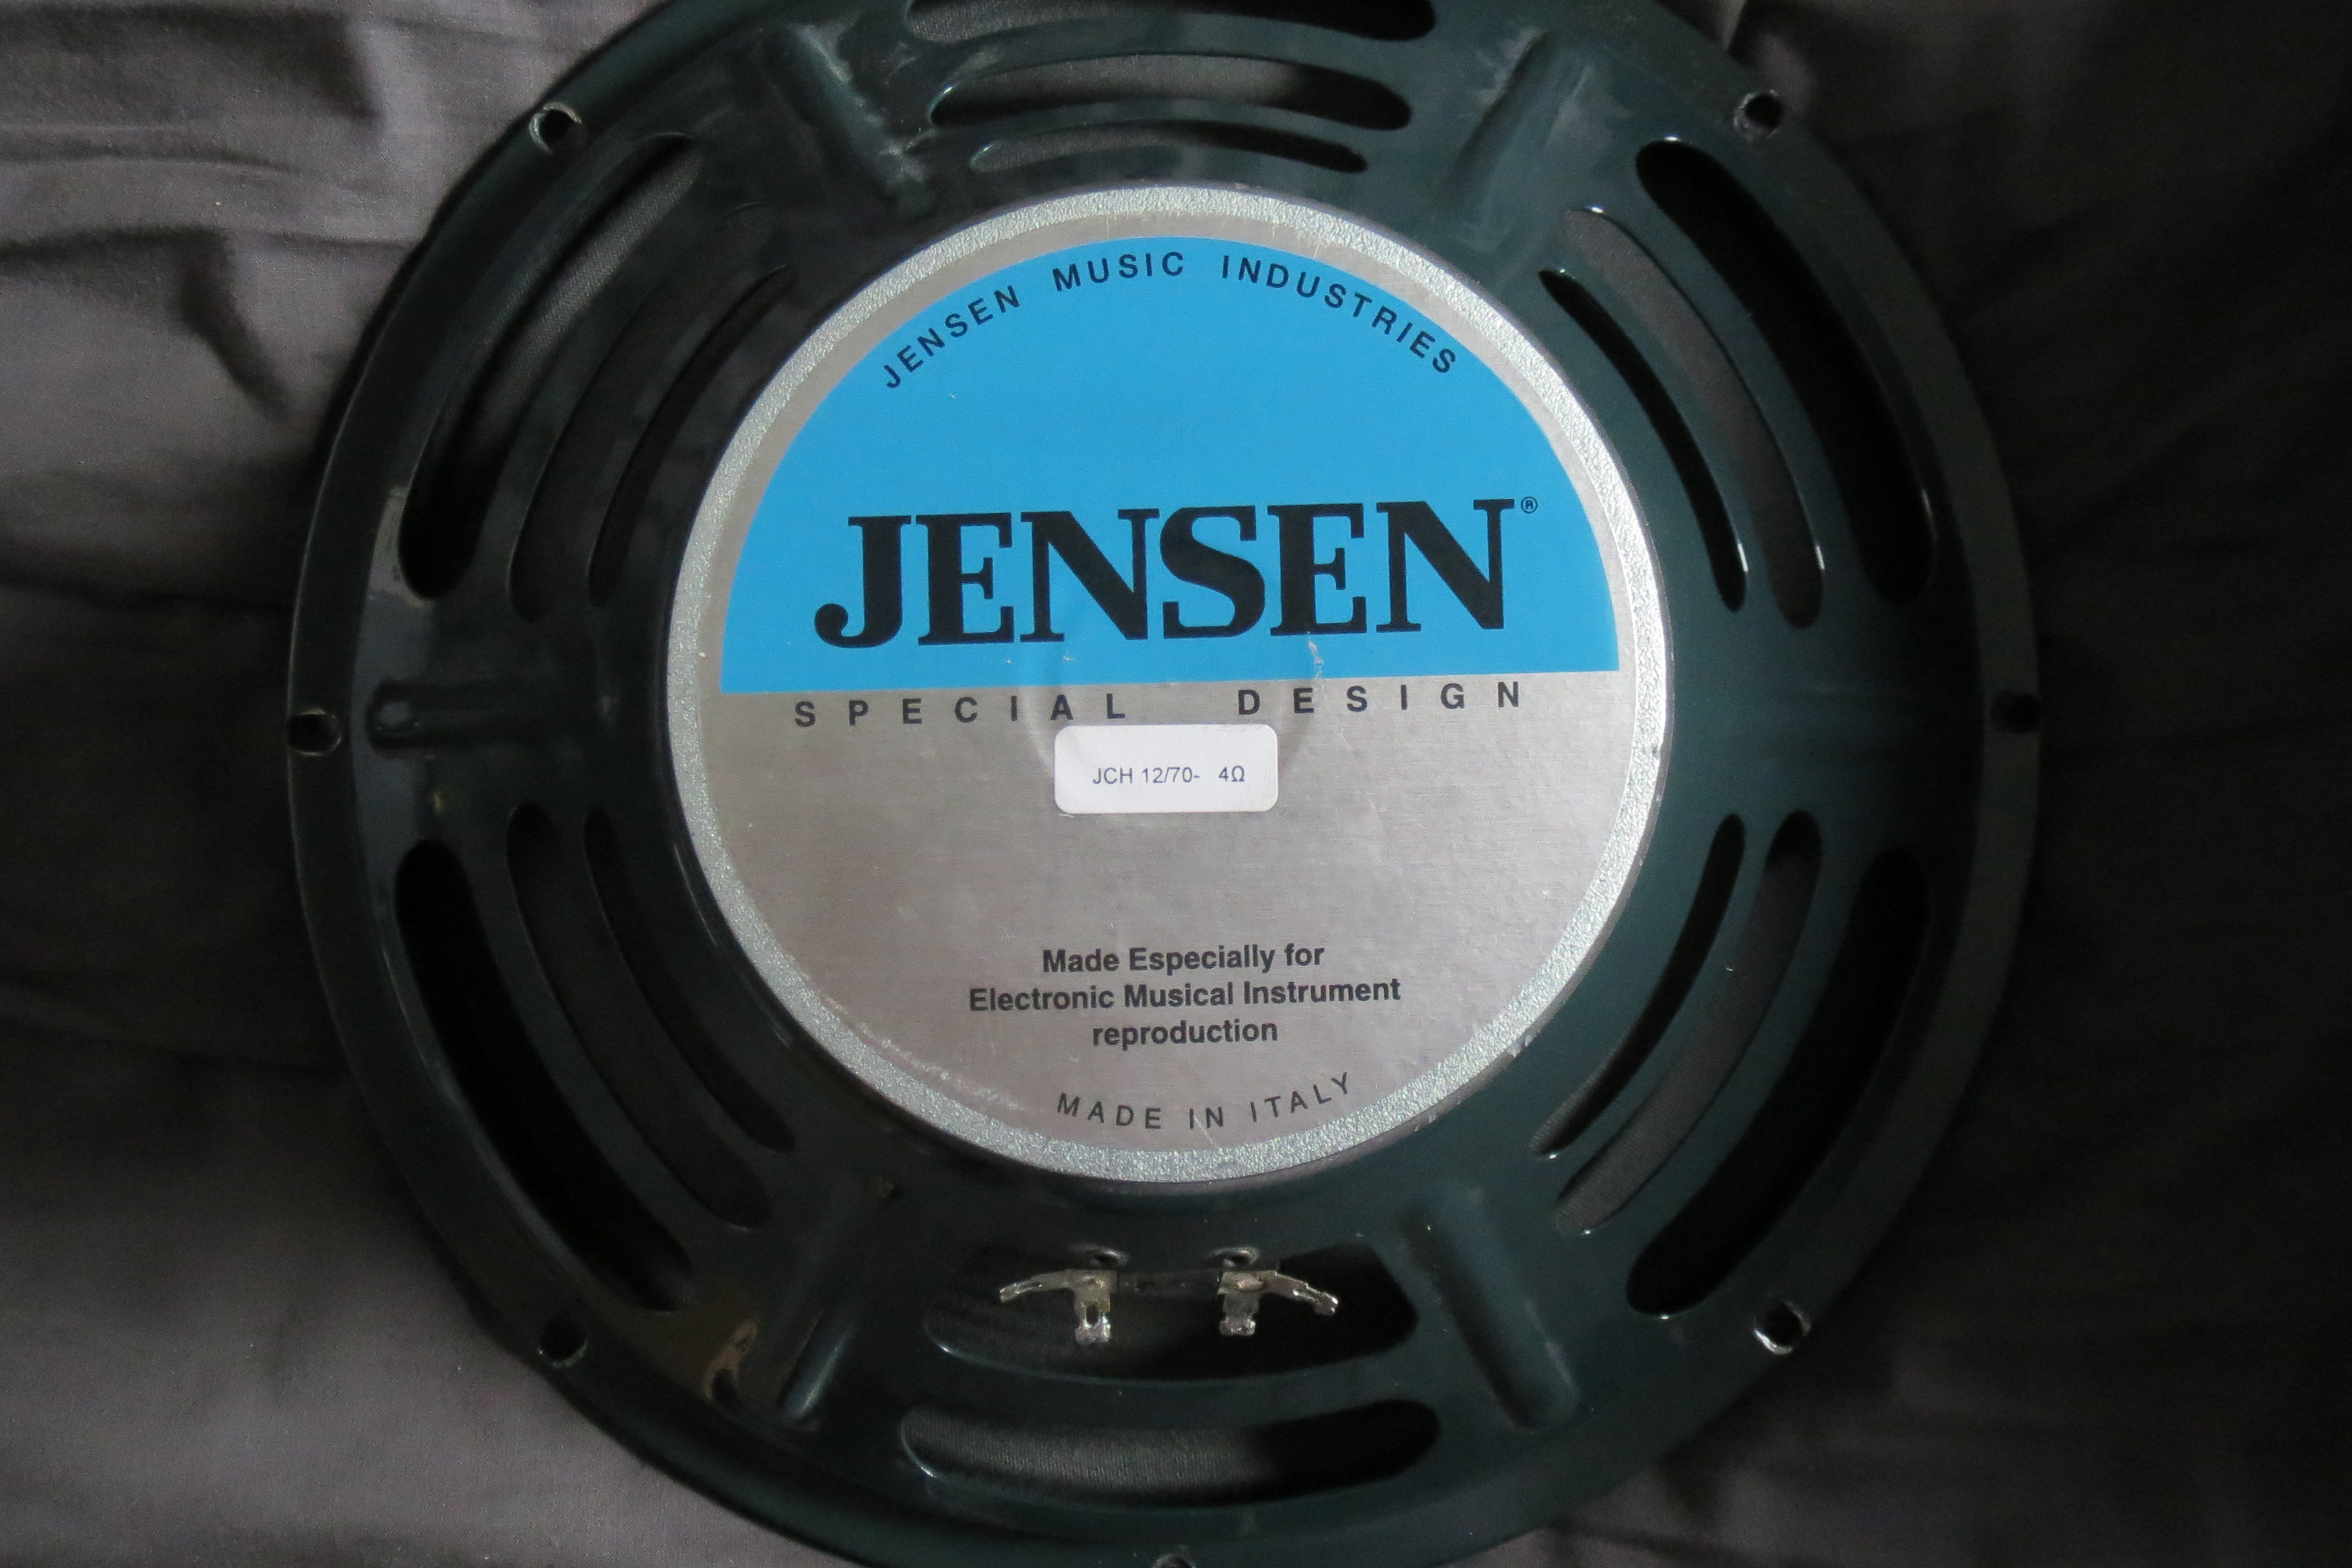 JENSEN MUSIC INDUSTRIES
JENSEN®
SPECIAL DESIGN
JCH 12/70- 4Ω
Made Especially for
Electronic Musical Instrument
reproduction
MADE IN ITALY